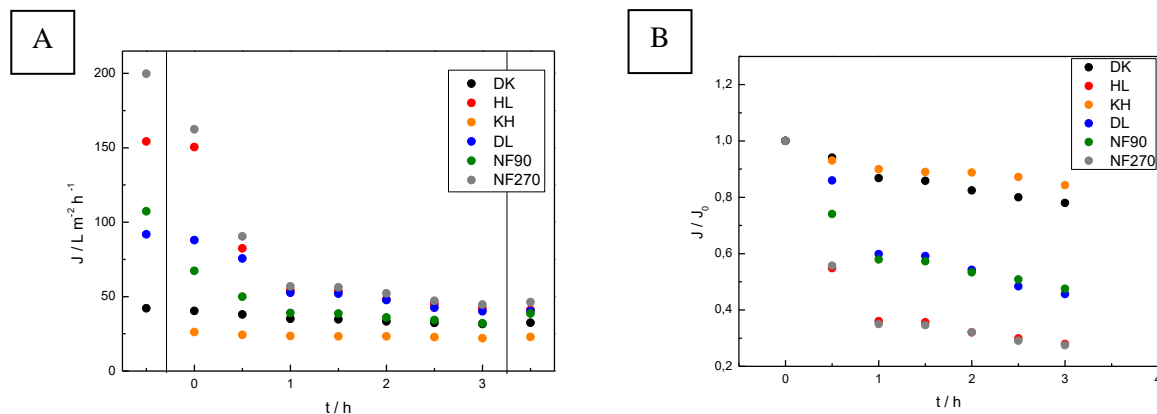 A
200
150
100
50
0
J / L m⁻² h⁻¹
0
1
2
3
t / h
DK
HL
KH
DL
NF90
NF270
B
1,2
1,0
0,8
0,6
0,4
0,2
J / J₀
0
1
2
3
4
t / h
DK
HL
KH
DL
NF90
NF270